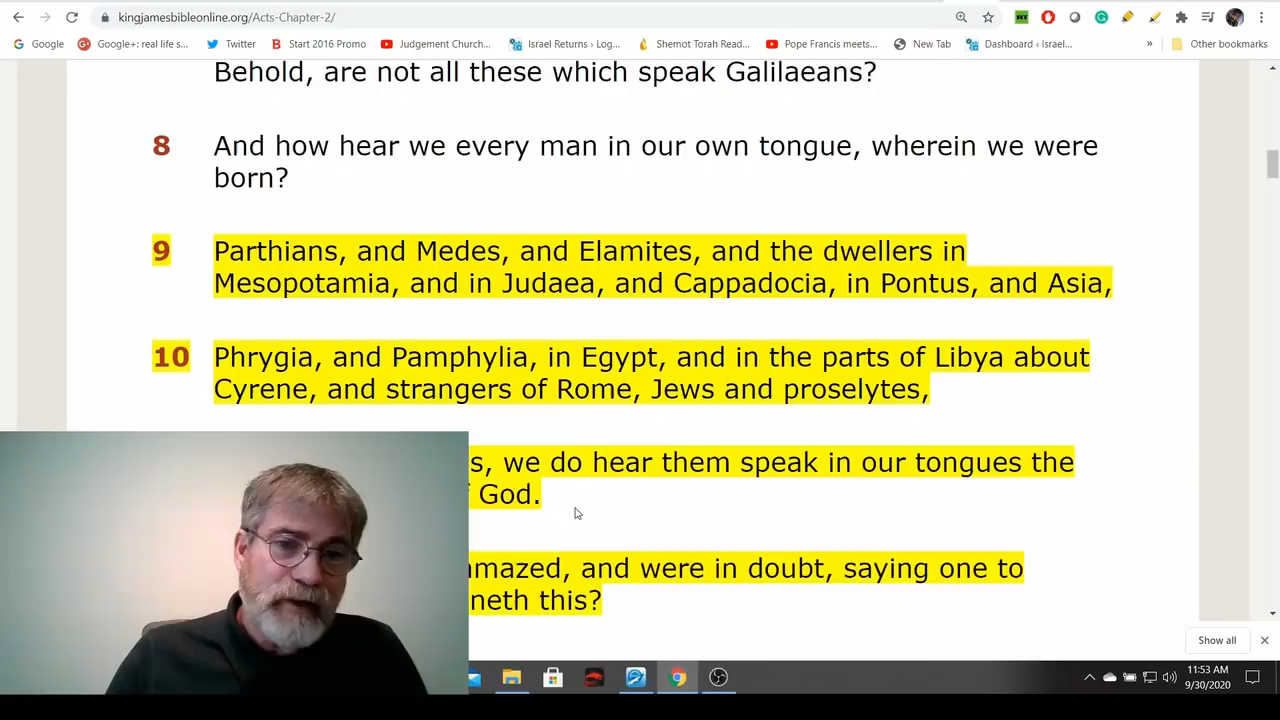 kingjamesbibleonline.org/Acts-Chapter-2/
Google
Google+: real life s...
Twitter
Start 2016 Promo
Judgement Church...
Israel Returns › Log...
Shemot Torah Read...
Pope Francis meets...
New Tab
Dashboard ‹ Israel...
»
Other bookmarks
Behold, are not all these which speak Galilaeans?
8 And how hear we every man in our own tongue, wherein we were
born?
9 Parthians, and Medes, and Elamites, and the dwellers in
Mesopotamia, and in Judaea, and Cappadocia, in Pontus, and Asia,
10 Phrygia, and Pamphylia, in Egypt, and in the parts of Libya about
Cyrene, and strangers of Rome, Jews and proselytes,
s, we do hear them speak in our tongues the
God.
amazed, and were in doubt, saying one to
neth this?
Show all
11:53 AM
9/30/2020